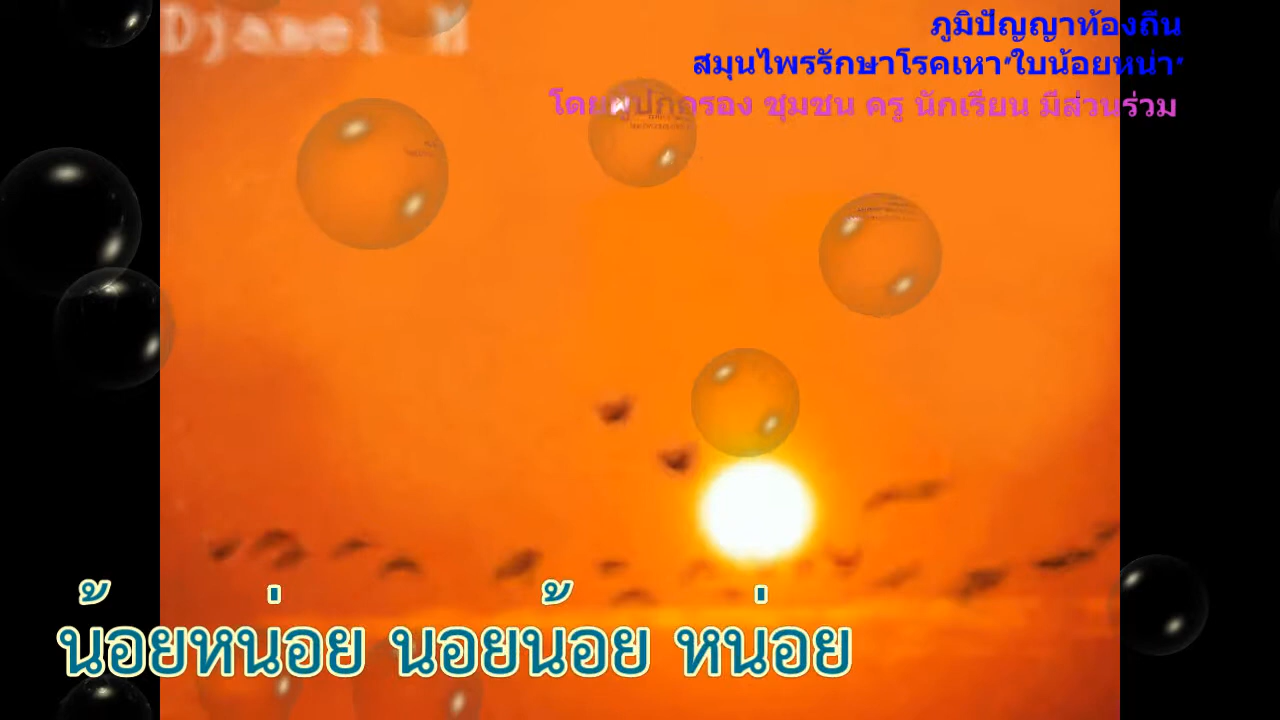 Djamel M
ภูมิปัญญาท้องถิ่น
สมุนไพรรักษาโรคเหา"ใบน้อยหน่า"
โดยผู้ปกครอง ชุมชน ครู นักเรียน มีส่วนร่วม
น้อยหน่อย นอยน้อย หน่อย